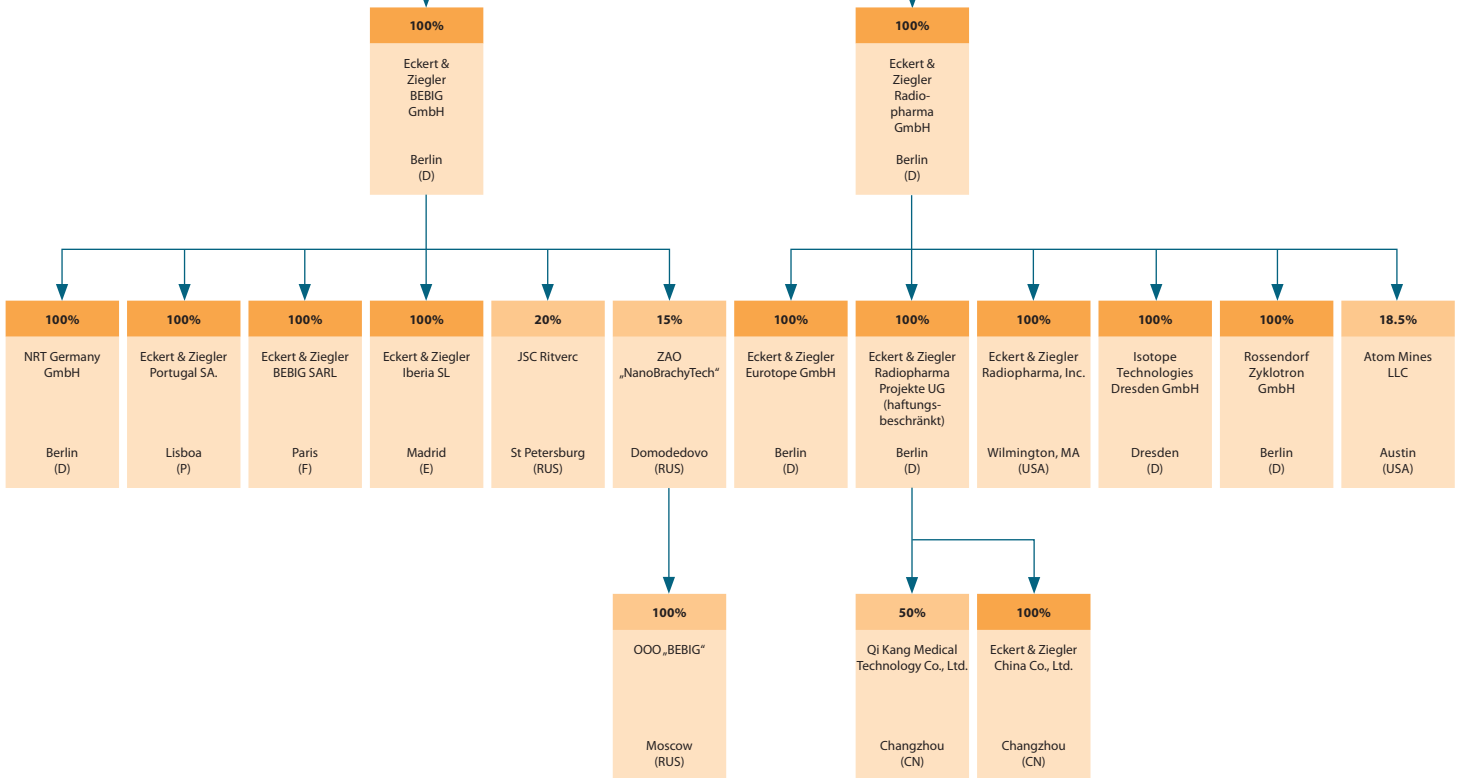 100%
Eckert &
Ziegler
BEBIG
GmbH
Berlin
(D)
100%
Eckert &
Ziegler
Radio-
pharma
GmbH
Berlin
(D)
100%
NRT Germany
GmbH
Berlin
(D)
100%
Eckert & Ziegler
Portugal SA.
Lisboa
(P)
100%
Eckert & Ziegler
BEBIG SARL
Paris
(F)
100%
Eckert & Ziegler
Iberia SL
Madrid
(E)
20%
JSC Ritverc
St Petersburg
(RUS)
15%
ZAO
„NanoBrachyTech“
Domodedovo
(RUS)
100%
Eckert & Ziegler
Eurotope GmbH
Berlin
(D)
100%
Eckert & Ziegler
Radiopharma
Projekte UG
(haftungs-
beschränkt)
Berlin
(D)
100%
Eckert & Ziegler
Radiopharma, Inc.
Wilmington, MA
(USA)
100%
Isotope
Technologies
Dresden GmbH
Dresden
(D)
100%
Rossendorf
Zyklotron
GmbH
Berlin
(D)
18.5%
Atom Mines
LLC
Austin
(USA)
100%
OOO „BEBIG“
Moscow
(RUS)
50%
Qi Kang Medical
Technology Co., Ltd.
Changzhou
(CN)
100%
Eckert & Ziegler
China Co., Ltd.
Changzhou
(CN)